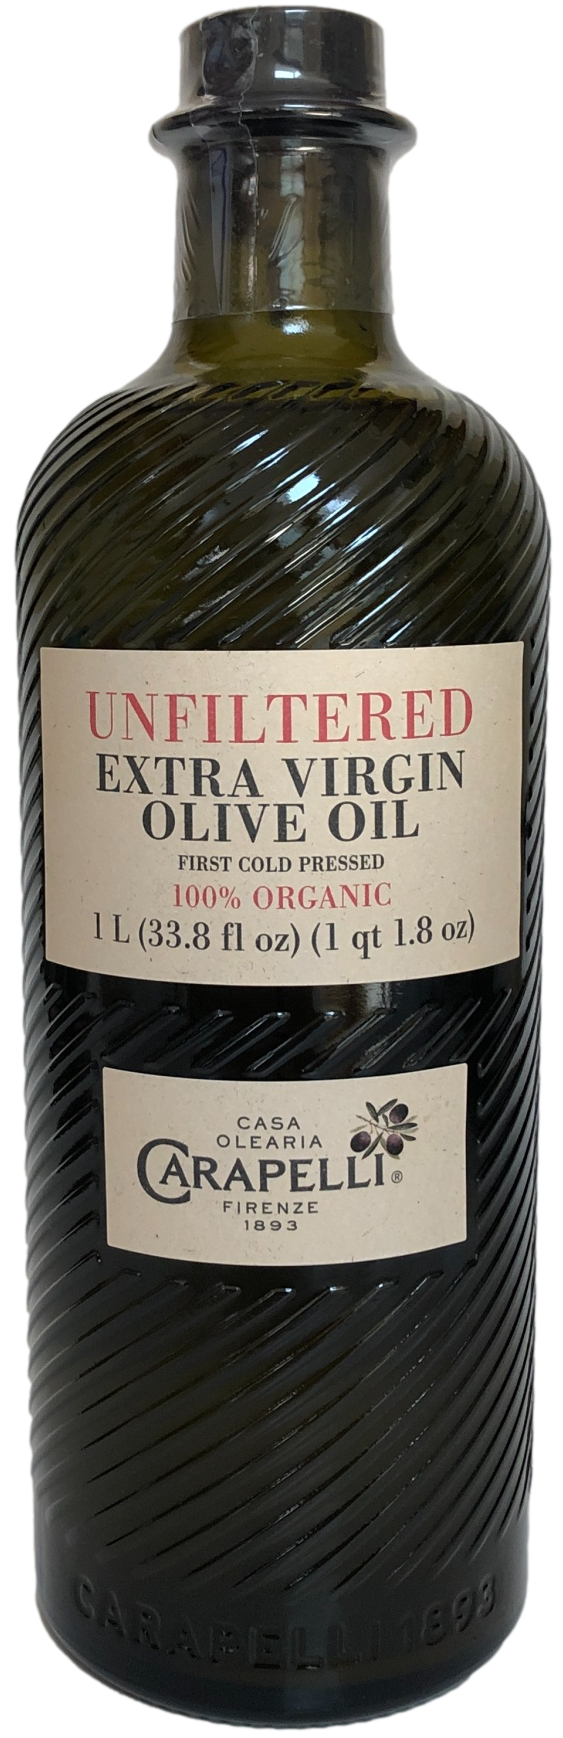 UNFILTERED
EXTRA VIRGIN
OLIVE OIL
FIRST COLD PRESSED
100% ORGANIC
1 L (33.8 fl oz) (1 qt 1.8 oz)
CASA
OLEARIA
CARAPELLI®
FIRENZE
1893
CARAPELLI 1893